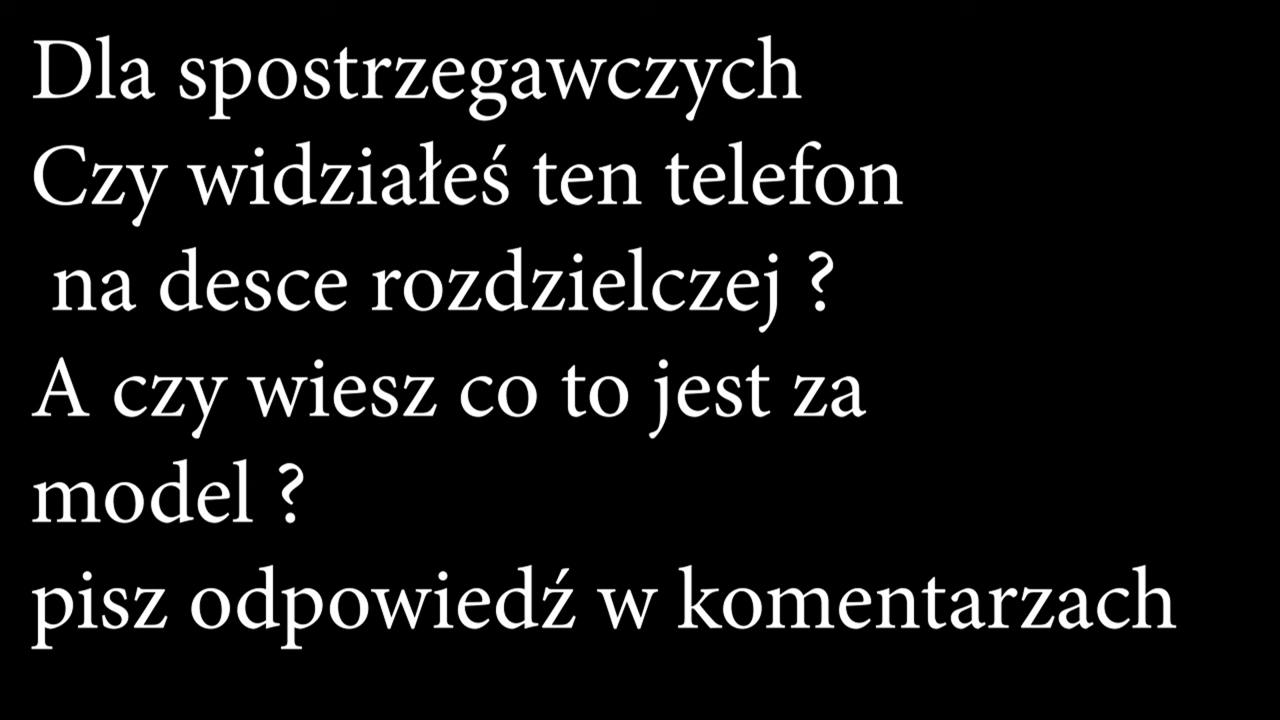 Dla spostrzegawczych
Czy widziałeś ten telefon
na desce rozdzielczej ?
A czy wiesz co to jest za
model ?
pisz odpowiedź w komentarzach